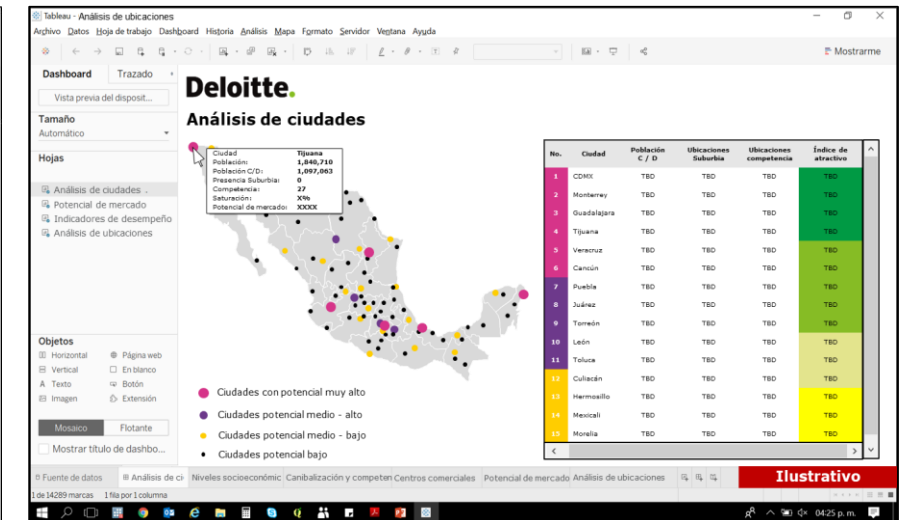 Tableau - Análisis de ubicaciones
Archivo Datos Hoja de trabajo Dashboard Historia Análisis Mapa Formato Servidor Ventana Ayuda
Mostrarme
Dashboard Trazado
Vista previa del disposit...
Tamaño
Automático
Hojas
Análisis de ciudades .
Potencial de mercado
Indicadores de desempeño
Análisis de ubicaciones
Objetos
Horizontal Página web
Vertical En blanco
A Texto Botón
Imagen Extensión
Mosaico Flotante
Mostrar título de dashbo...
Deloitte.
Análisis de ciudades
Ciudad Tijuana
Población: 1,840,710
Población C/D: 1,097,063
Presencia Suburbia: 0
Competencia: 27
Saturación: X%
Potencial de mercado: XXXX
Ciudades con potencial muy alto
Ciudades potencial medio - alto
Ciudades potencial medio - bajo
Ciudades potencial bajo
No. Ciudad Población C / D Ubicaciones Suburbia Ubicaciones competencia Índice de atractivo
1 CDMX TBD TBD TBD TBD
2 Monterrey TBD TBD TBD TBD
3 Guadalajara TBD TBD TBD TBD
4 Tijuana TBD TBD TBD TBD
5 Veracruz TBD TBD TBD TBD
6 Cancún TBD TBD TBD TBD
7 Puebla TBD TBD TBD TBD
8 Juárez TBD TBD TBD TBD
9 Torreón TBD TBD TBD TBD
10 León TBD TBD TBD TBD
11 Toluca TBD TBD TBD TBD
12 Culiacán TBD TBD TBD TBD
13 Hermosillo TBD TBD TBD TBD
14 Mexicali TBD TBD TBD TBD
15 Morelia TBD TBD TBD TBD
Fuente de datos Análisis de ci Niveles socioeconómic Canibalización y competen Centros comerciales Potencial de mercado Análisis de ubicaciones
Ilustrativo
1 de 14289 marcas 1 fila por 1 columna
04:25 p. m.